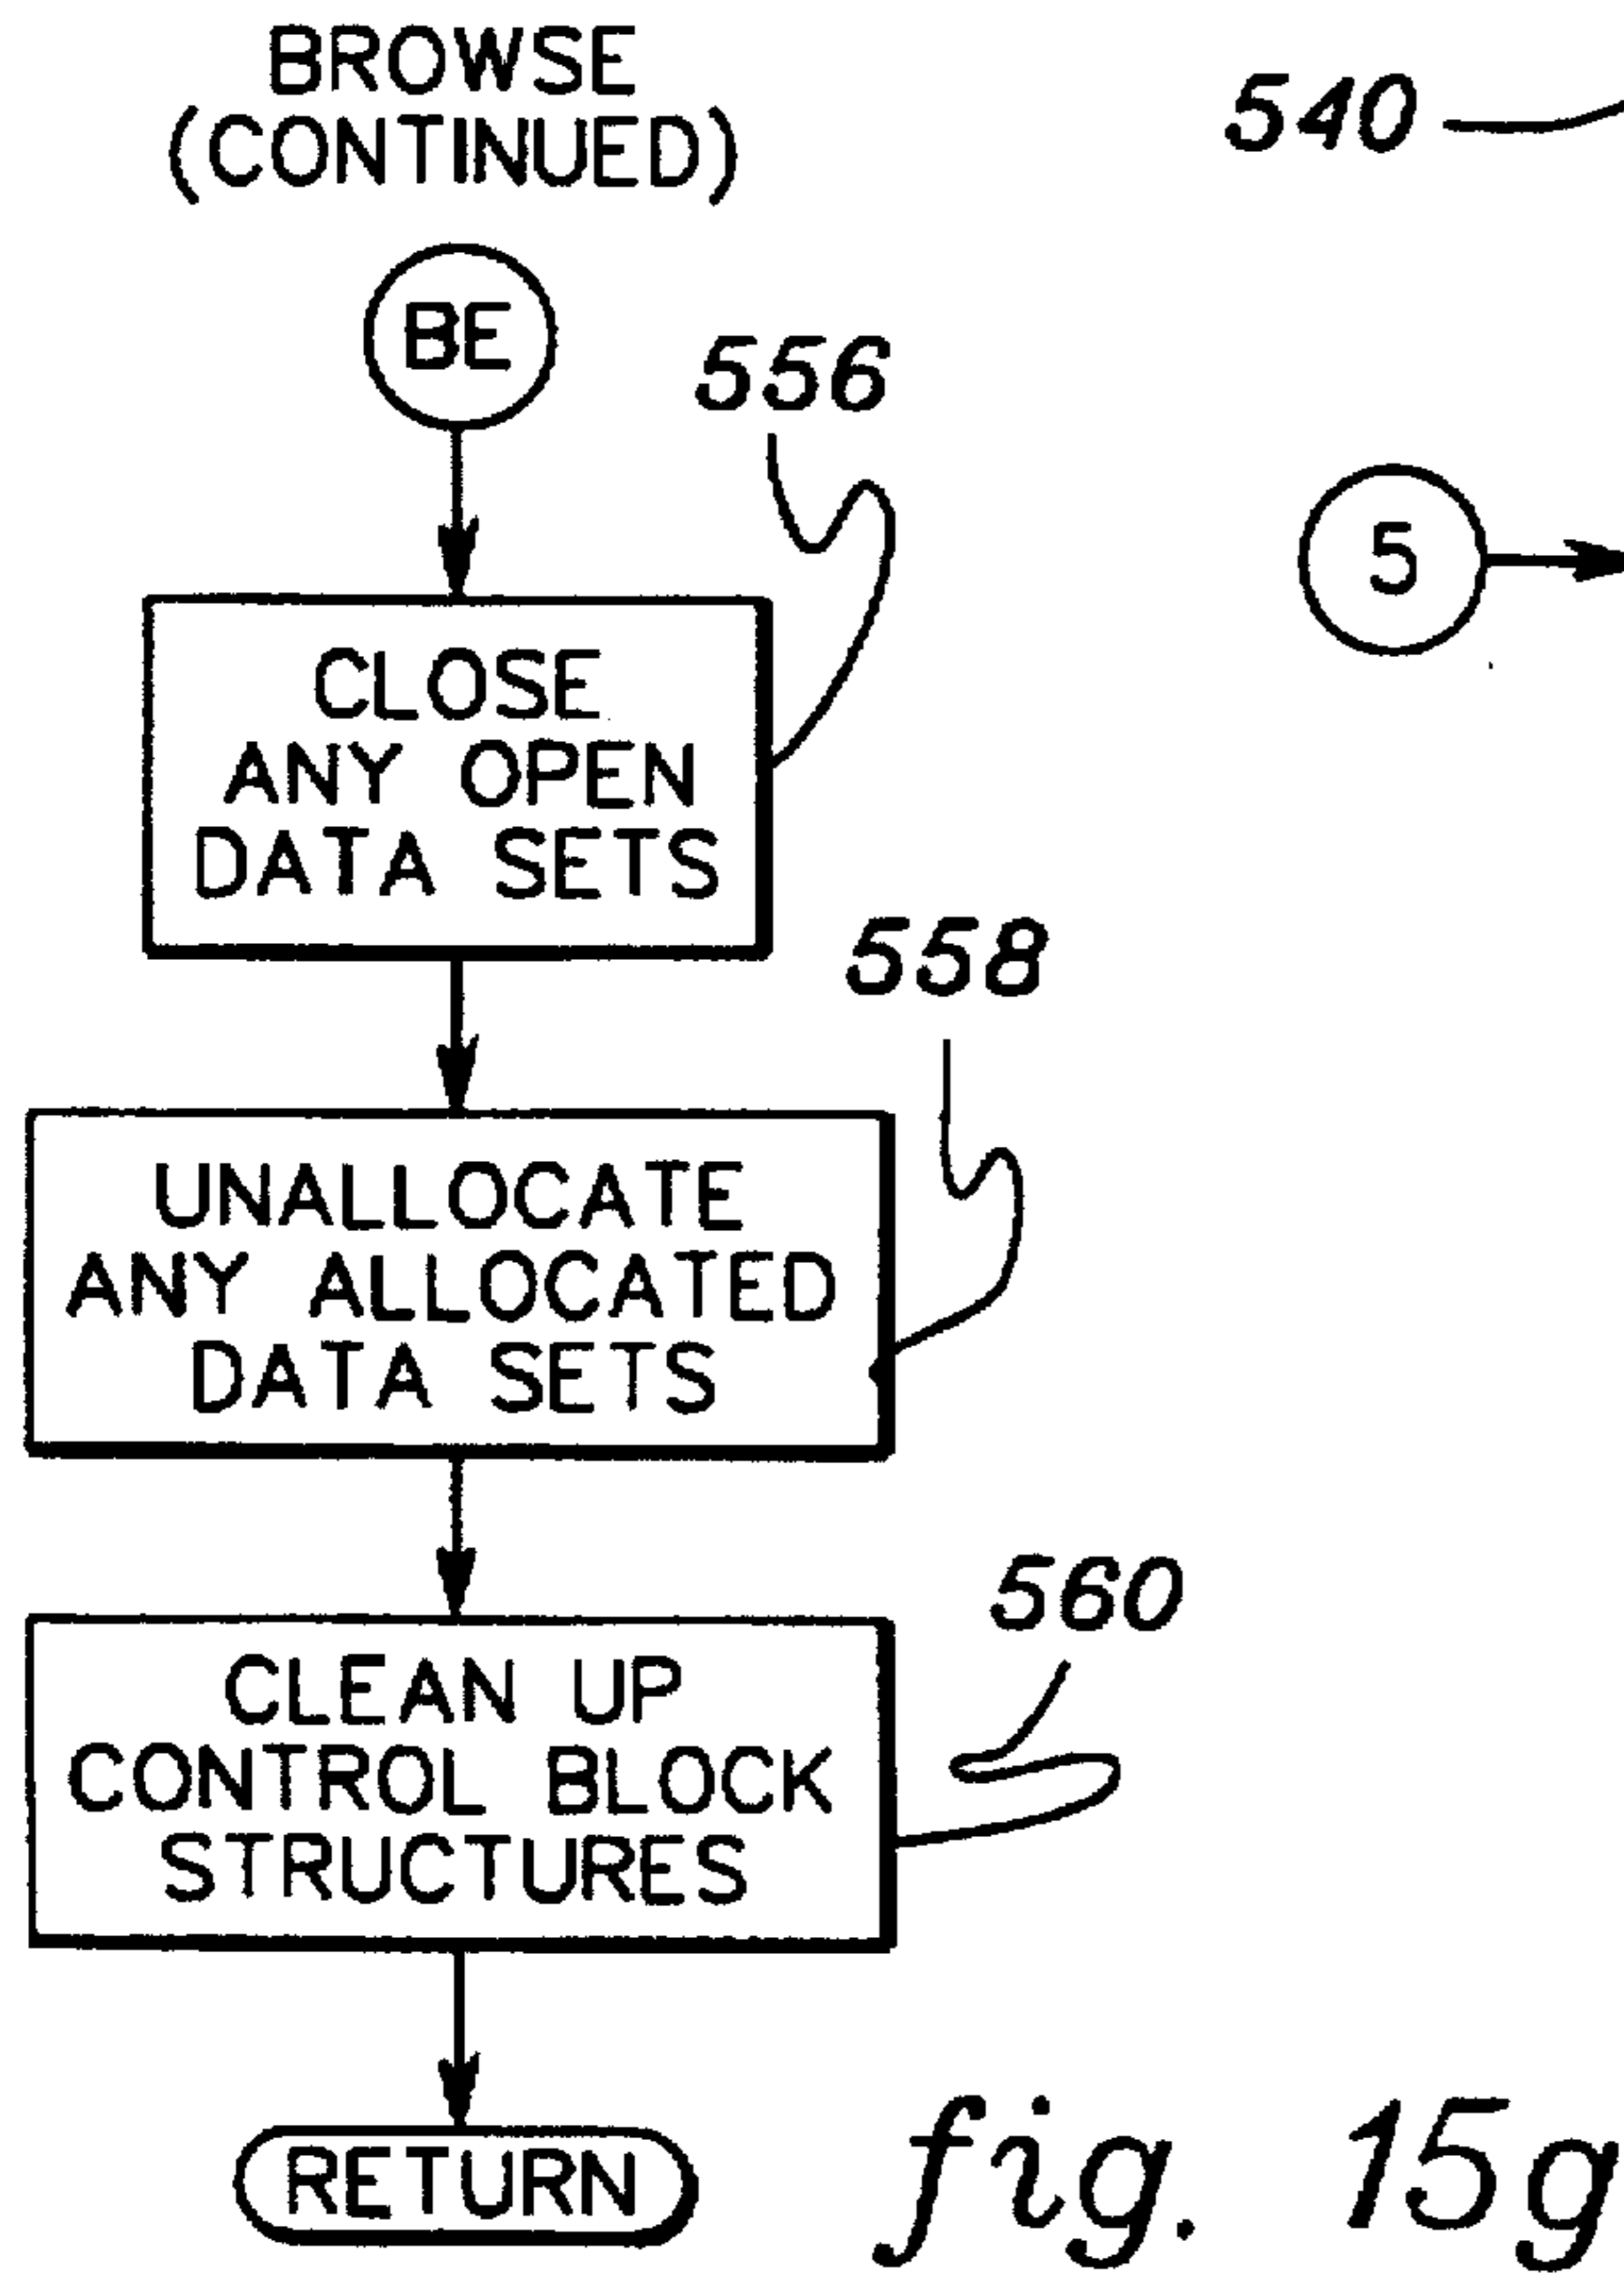 BROWSE
(CONTINUED)
540
BE
556
5
CLOSE
ANY OPEN
DATA SETS
558
UNALLOCATE
ANY ALLOCATED
DATA SETS
560
CLEAN UP
CONTROL BLOCK
STRUCTURES
RETURN
fig. 15g